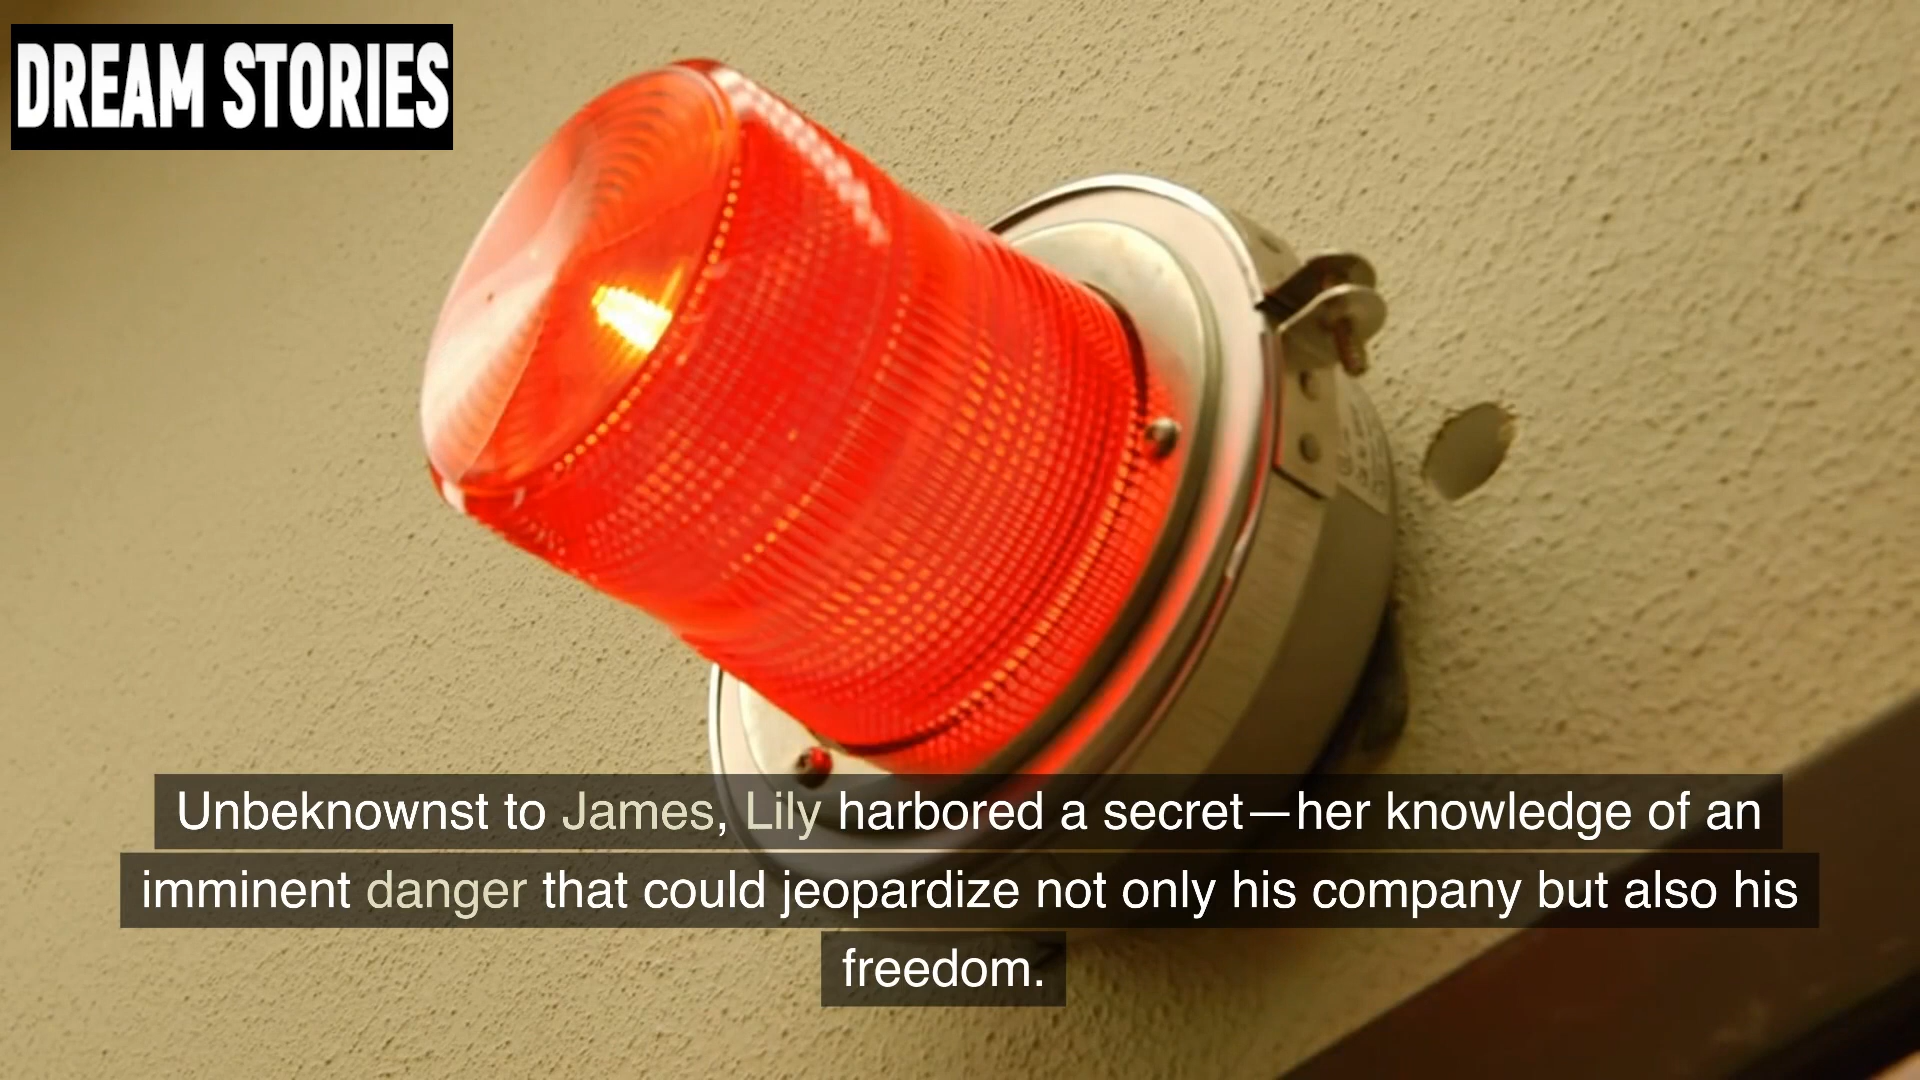 DREAM STORIES
Unbeknownst to James, Lily harbored a secret—her knowledge of an
imminent danger that could jeopardize not only his company but also his
freedom.